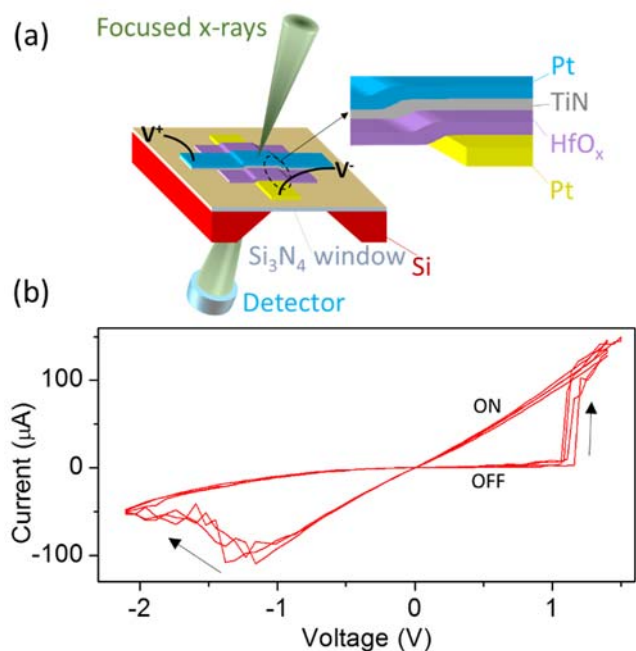 (a)
Focused x-rays
V+
V-
Pt
TiN
HfOx
Pt
Si3N4 window
Si
Detector
(b)
Current (μA)
100
0
-100
ON
OFF
-2
-1
0
1
Voltage (V)